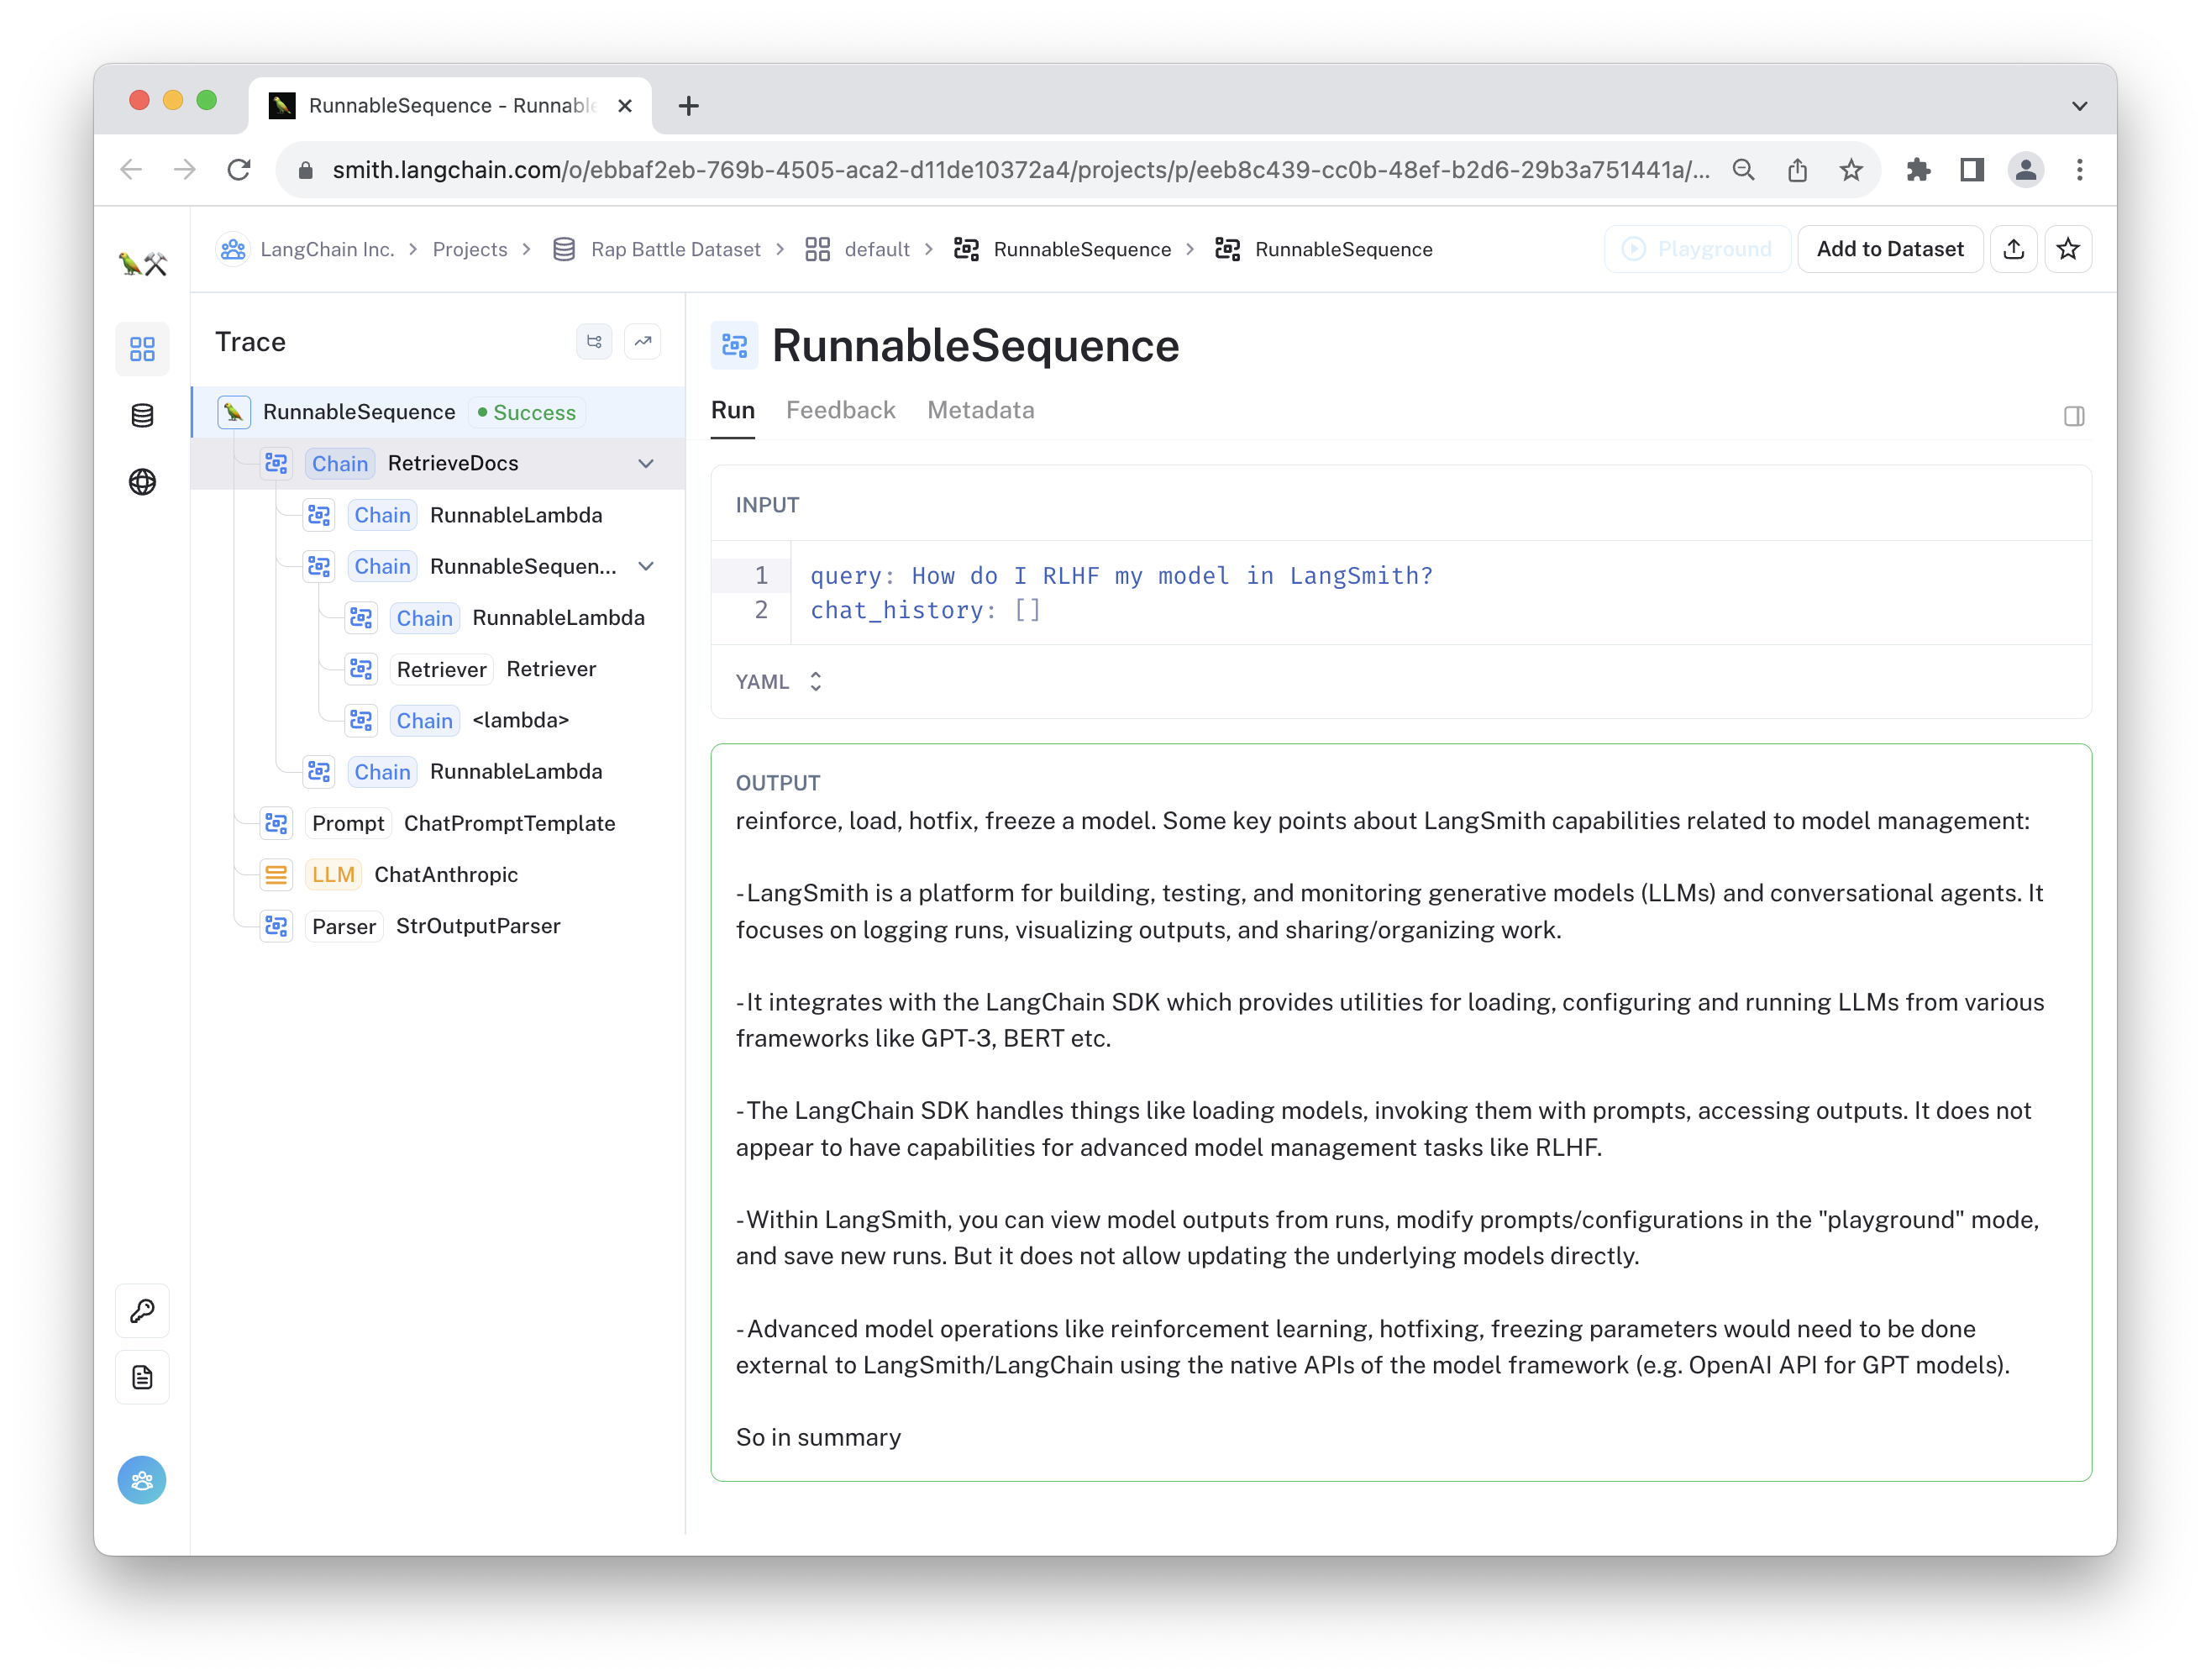 RunnableSequence - Runnable
smith.langchain.com/o/ebbaf2eb-769b-4505-aca2-d11de10372a4/projects/p/eeb8c439-cc0b-48ef-b2d6-29b3a751441a/...
LangChain Inc. > Projects > Rap Battle Dataset > default > RunnableSequence > RunnableSequence
Playground
Add to Dataset
Trace
RunnableSequence Success
Chain RetrieveDocs
Chain RunnableLambda
Chain RunnableSequen...
Chain RunnableLambda
Retriever Retriever
Chain <lambda>
Chain RunnableLambda
Prompt ChatPromptTemplate
LLM ChatAnthropic
Parser StrOutputParser
RunnableSequence
Run Feedback Metadata
INPUT
1 query: How do I RLHF my model in LangSmith?
2 chat_history: []
YAML
OUTPUT
reinforce, load, hotfix, freeze a model. Some key points about LangSmith capabilities related to model management:
-LangSmith is a platform for building, testing, and monitoring generative models (LLMs) and conversational agents. It
focuses on logging runs, visualizing outputs, and sharing/organizing work.
-It integrates with the LangChain SDK which provides utilities for loading, configuring and running LLMs from various
frameworks like GPT-3, BERT etc.
-The LangChain SDK handles things like loading models, invoking them with prompts, accessing outputs. It does not
appear to have capabilities for advanced model management tasks like RLHF.
-Within LangSmith, you can view model outputs from runs, modify prompts/configurations in the "playground" mode,
and save new runs. But it does not allow updating the underlying models directly.
-Advanced model operations like reinforcement learning, hotfixing, freezing parameters would need to be done
external to LangSmith/LangChain using the native APIs of the model framework (e.g. OpenAI API for GPT models).
So in summary